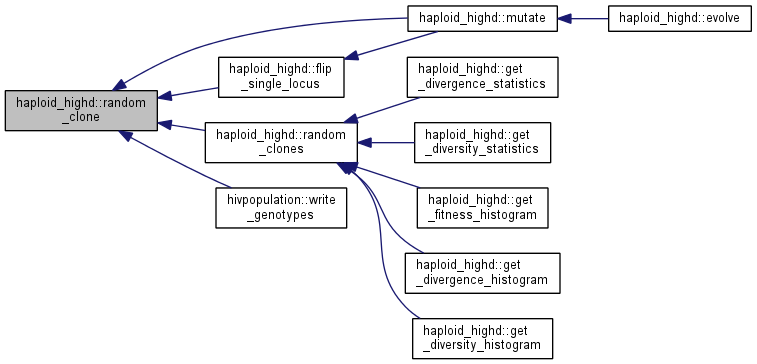 haploid_highd::random
_clone
haploid_highd::mutate
haploid_highd::evolve
haploid_highd::flip
_single_locus
haploid_highd::random
_clones
haploid_highd::get
_divergence_statistics
haploid_highd::get
_diversity_statistics
haploid_highd::get
_fitness_histogram
haploid_highd::get
_divergence_histogram
haploid_highd::get
_diversity_histogram
hivpopulation::write
_genotypes